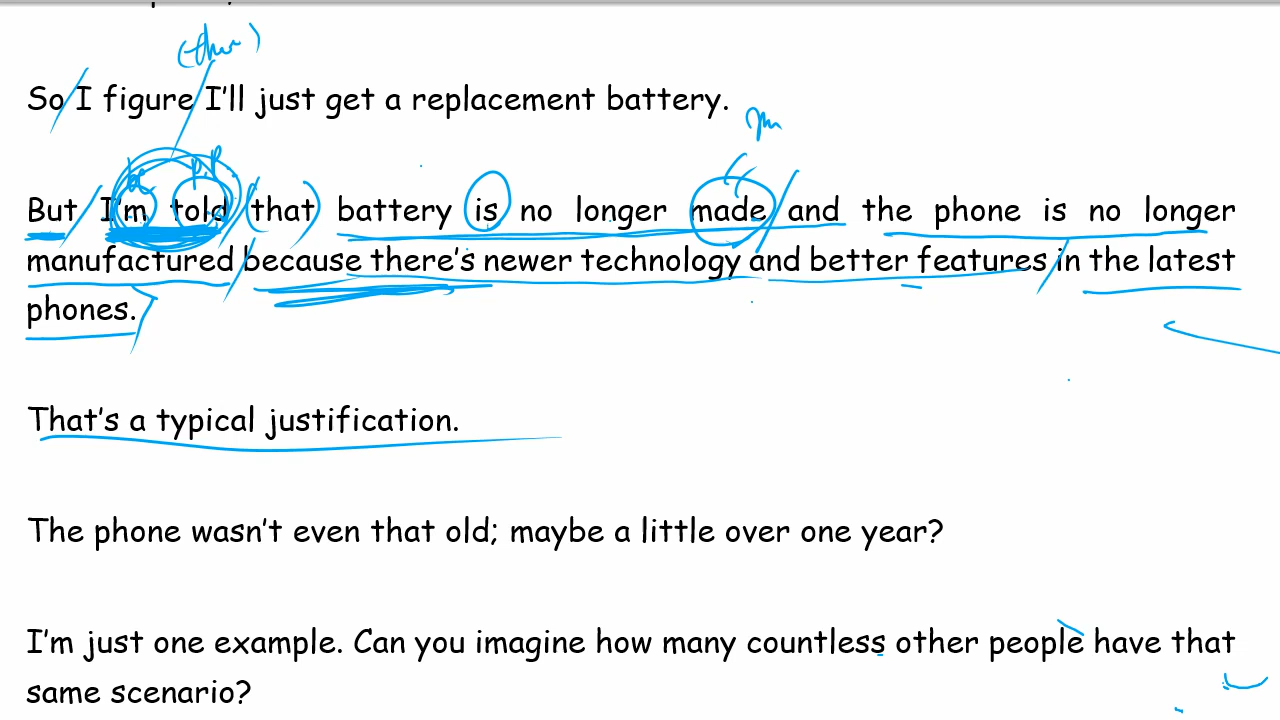 (that)
So I figure I'll just get a replacement battery.
be p.p
But I'm told that battery is no longer made and the phone is no longer
manufactured because there's newer technology and better features in the latest
phones.
That's a typical justification.
The phone wasn't even that old; maybe a little over one year?
I'm just one example. Can you imagine how many countless other people have that
same scenario?